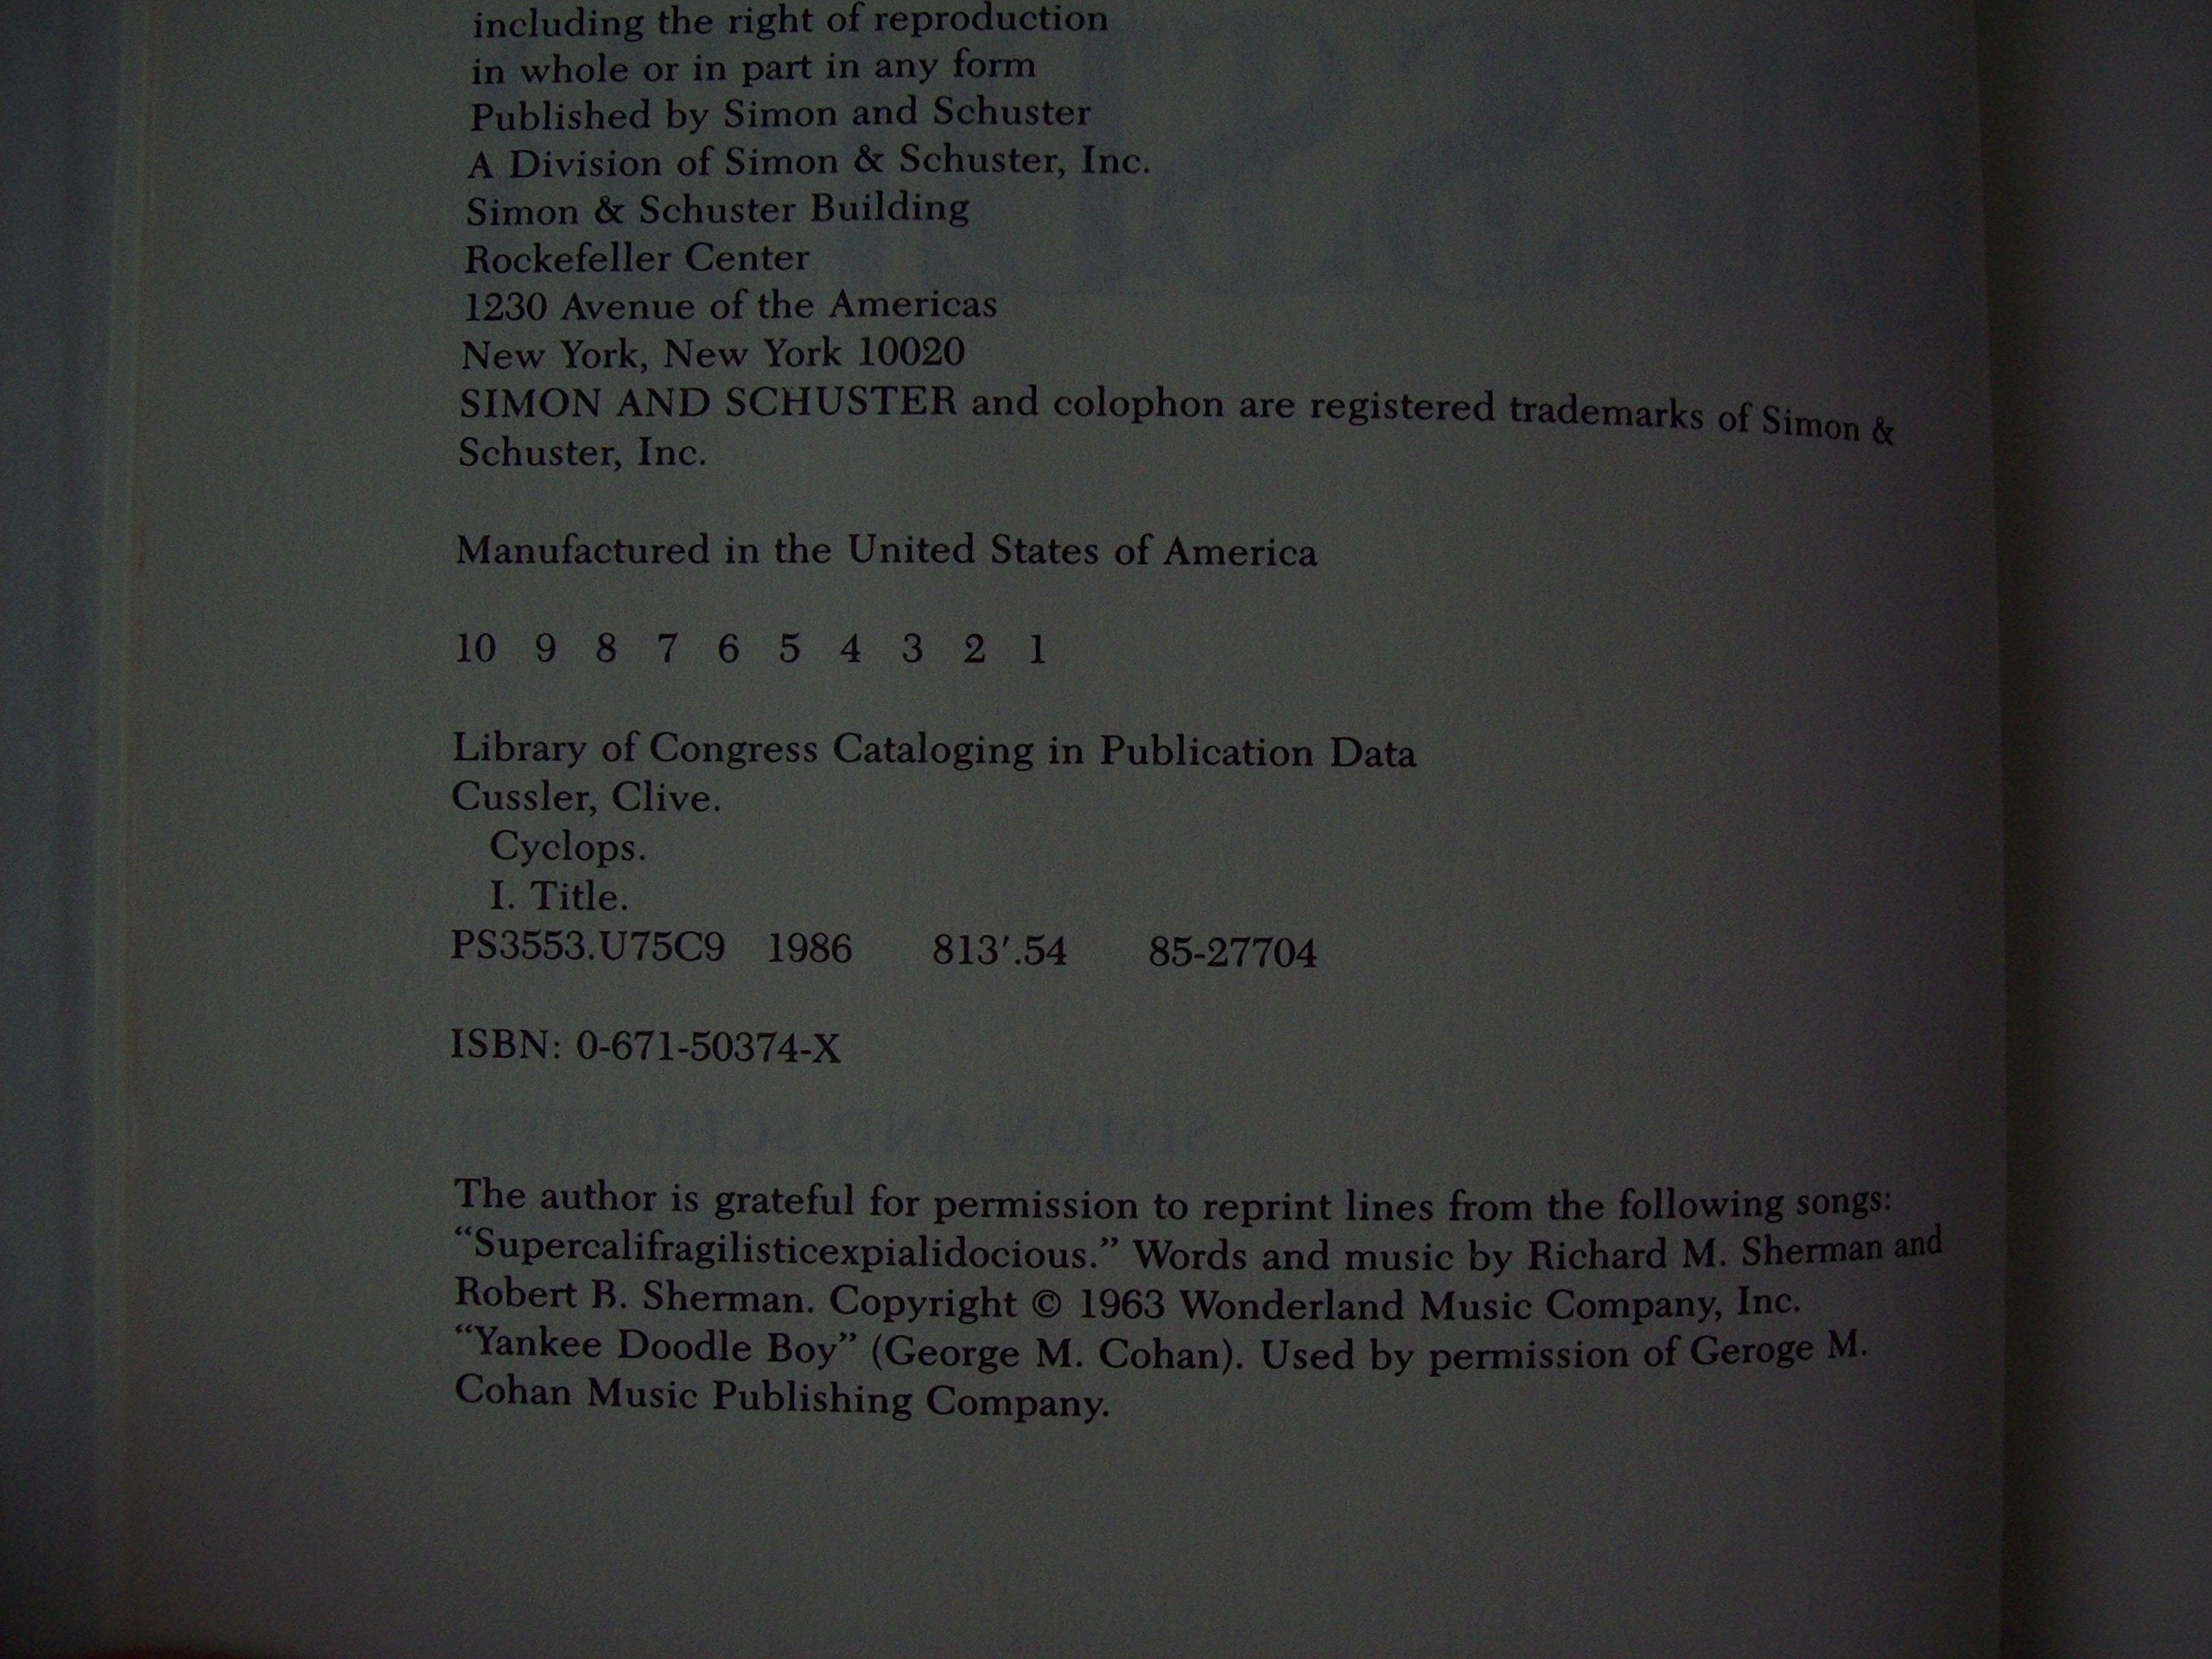 including the right of reproduction
in whole or in part in any form
Published by Simon and Schuster
A Division of Simon & Schuster, Inc.
Simon & Schuster Building
Rockefeller Center
1230 Avenue of the Americas
New York, New York 10020
SIMON AND SCHUSTER and colophon are registered trademarks of Simon &
Schuster, Inc.
Manufactured in the United States of America
10 9 8 7 6 5 4 3 2 1
Library of Congress Cataloging in Publication Data
Cussler, Clive.
Cyclops.
I. Title.
PS3553.U75C9 1986 813′.54 85-27704
ISBN: 0-671-50374-X
The author is grateful for permission to reprint lines from the following songs:
“Supercalifragilisticexpialidocious.” Words and music by Richard M. Sherman and
Robert B. Sherman. Copyright © 1963 Wonderland Music Company, Inc.
“Yankee Doodle Boy” (George M. Cohan). Used by permission of Geroge M.
Cohan Music Publishing Company.